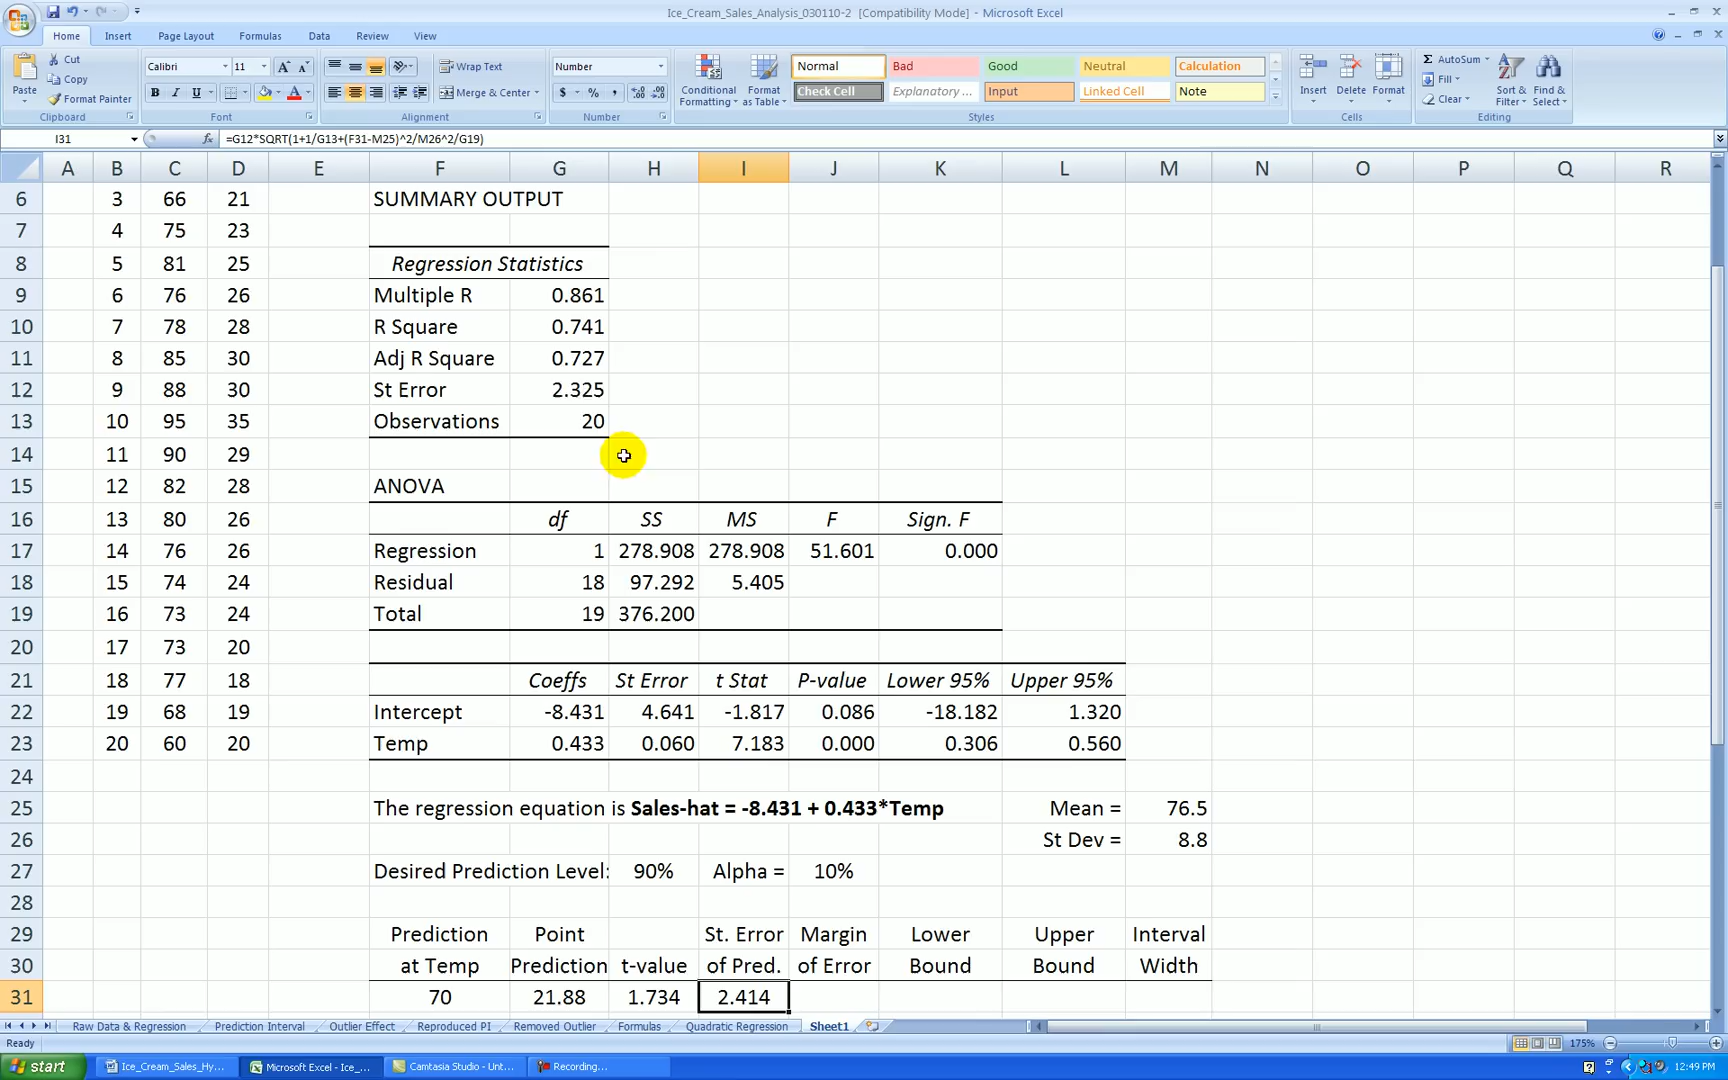 Ice_Cream_Sales_Analysis_030110-2 [Compatibility Mode] - Microsoft Excel
Home Insert Page Layout Formulas Data Review View
Paste
Cut
Copy
Format Painter
Calibri 11
Wrap Text
Merge & Center
Number
Conditional Formatting
Format as Table
Normal Bad Good Neutral Calculation
Check Cell Explanatory ... Input Linked Cell Note
Insert Delete Format
AutoSum
Fill
Clear
Sort & Filter
Find & Select
Clipboard Font Alignment Number Styles Cells Editing
I31 fx =G12*SQRT(1+1/G13+(F31-M25)^2/M26^2/G19)
A B C D E F G H I J K L M N O P Q R
6 3 66 21 SUMMARY OUTPUT
7 4 75 23
8 5 81 25 Regression Statistics
9 6 76 26 Multiple R 0.861
10 7 78 28 R Square 0.741
11 8 85 30 Adj R Square 0.727
12 9 88 30 St Error 2.325
13 10 95 35 Observations 20
14 11 90 29
15 12 82 28 ANOVA
16 13 80 26 df SS MS F Sign. F
17 14 76 26 Regression 1 278.908 278.908 51.601 0.000
18 15 74 24 Residual 18 97.292 5.405
19 16 73 24 Total 19 376.200
20 17 73 20
21 18 77 18 Coeffs St Error t Stat P-value Lower 95% Upper 95%
22 19 68 19 Intercept -8.431 4.641 -1.817 0.086 -18.182 1.320
23 20 60 20 Temp 0.433 0.060 7.183 0.000 0.306 0.560
24
25 The regression equation is Sales-hat = -8.431 + 0.433*Temp Mean = 76.5
26 St Dev = 8.8
27 Desired Prediction Level: 90% Alpha = 10%
28
29 Prediction Point St. Error Margin Lower Upper Interval
30 at Temp Prediction t-value of Pred. of Error Bound Bound Width
31 70 21.88 1.734 2.414
Raw Data & Regression Prediction Interval Outlier Effect Reproduced PI Removed Outlier Formulas Quadratic Regression Sheet1
Ready 175%
start Ice_Cream_Sales_Hy... Microsoft Excel - Ice_... Camtasia Studio - Unt... Recording... 12:49 PM